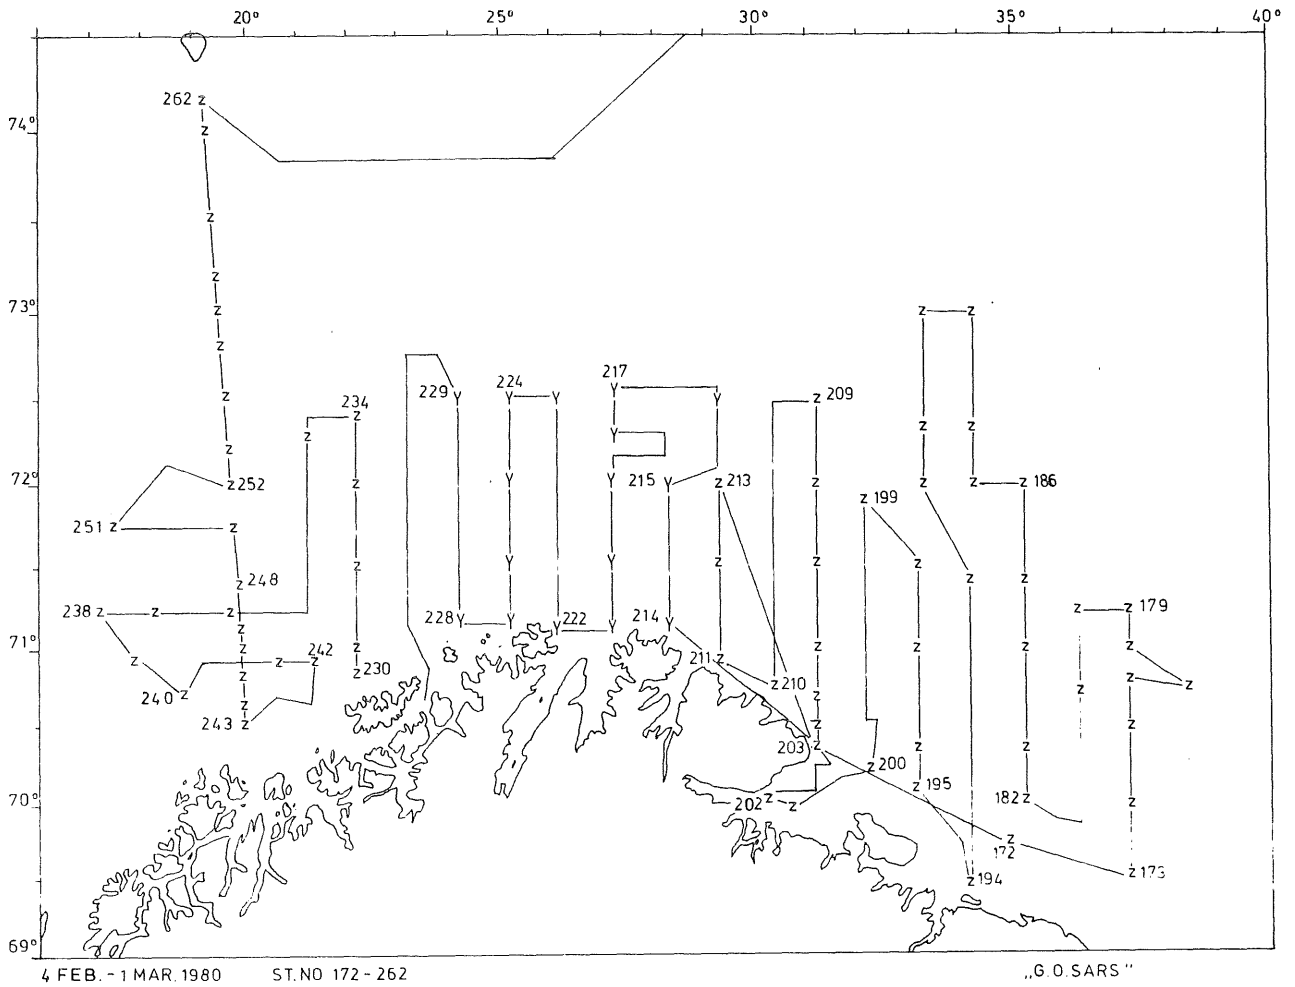 20° 25° 30° 35° 40°
262 Z
74° Z
Z
Z
73° Z Z Z
Z
217
234 229 Y 224 Y Y Y Y Z 209
Z Z Z
Z Y Z Z
72° Z 252 Z Y Y 215 Y Z 213 Z Z Z Z 186
251 Z Z Z 199
Z 248 Z Y Y Z Z Z Z Z
238 Z Z Z 228 Y Y Y 222 Y 214 Y Z Z 179
Z
71° Z 242 Z Z Z Z Z
Z Z Z Z 230 211 Z
240 Z Z Z 210 Z Z Z Z
243 Z Z Z
203 Z Z Z
Z 200
Z 195
70° 202 Z Z 182 Z Z
Z
172
Z 194 Z 173
69°
4 FEB. - 1 MAR. 1980 ST. NO 172 - 262 „G. O. SARS"